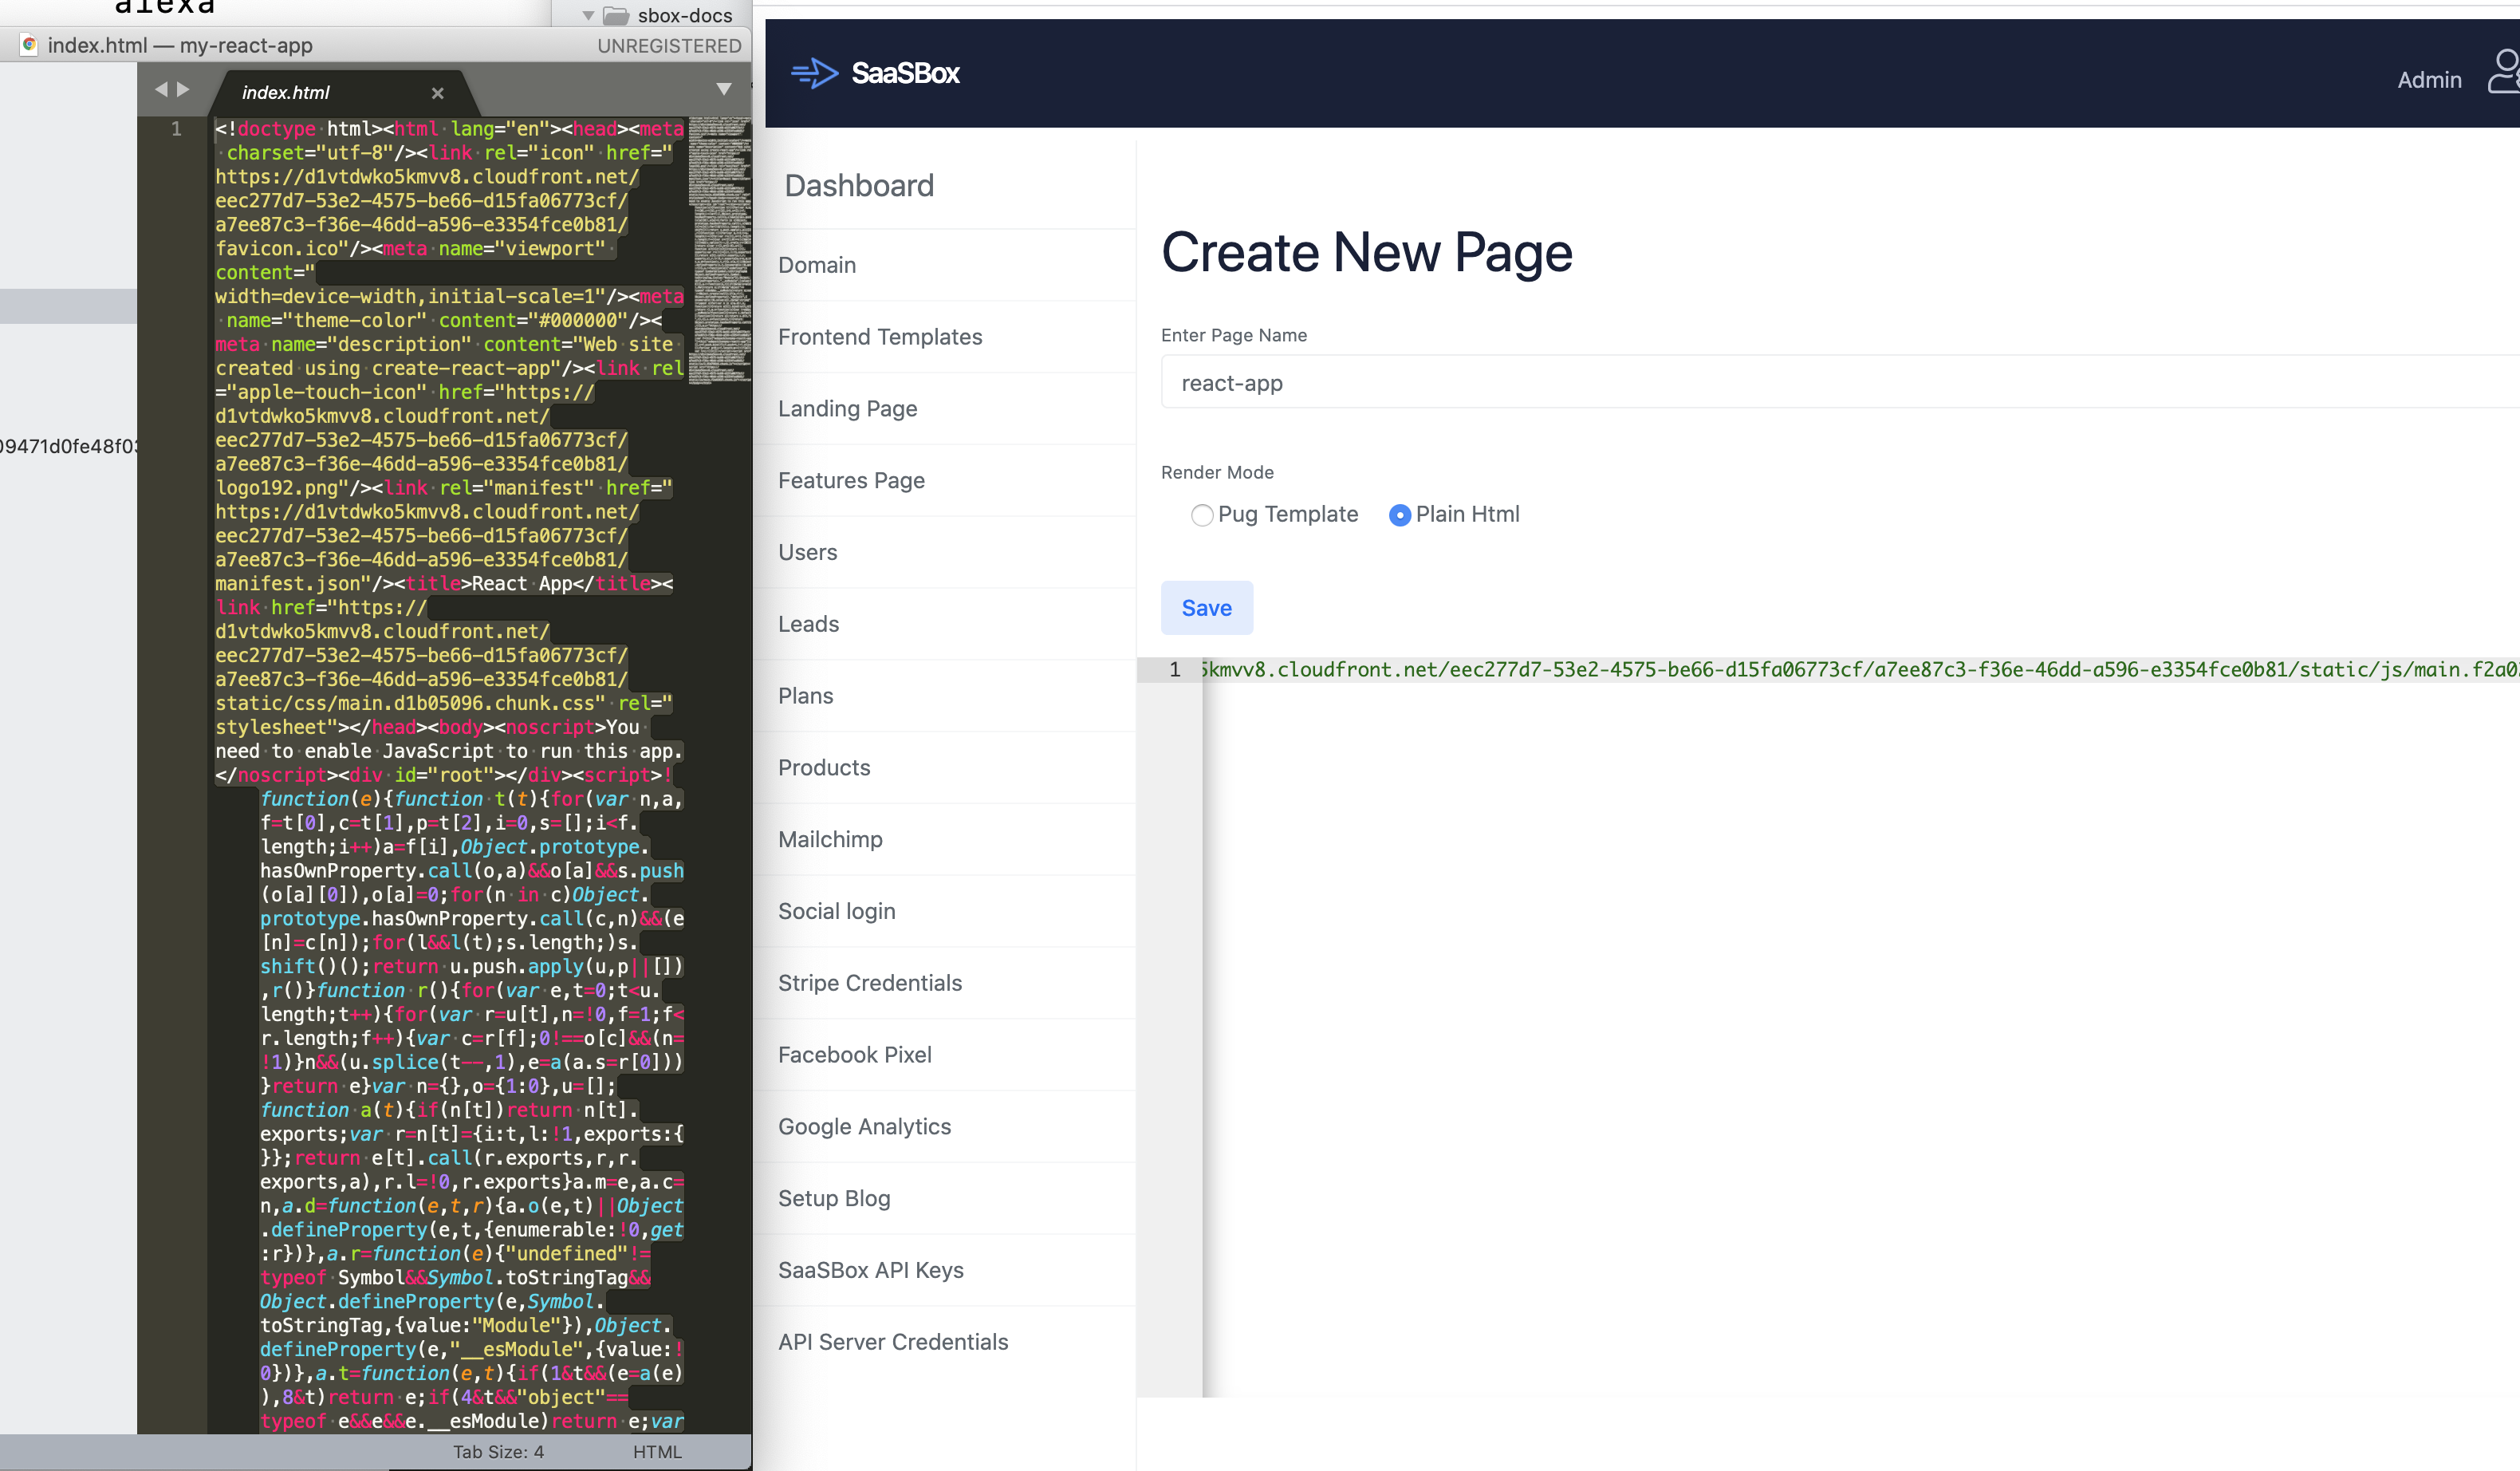 alexa
sbox-docs
index.html — my-react-app
UNREGISTERED
09471d0fe48f03
index.html
1
<!doctype html><html lang="en"><head><meta
charset="utf-8"/><link rel="icon" href="
https://d1vtdwko5kmvv8.cloudfront.net/
eec277d7-53e2-4575-be66-d15fa06773cf/
a7ee87c3-f36e-46dd-a596-e3354fce0b81/
favicon.ico"/><meta name="viewport"
content="
width=device-width,initial-scale=1"/><meta
name="theme-color" content="#000000"/><
meta name="description" content="Web site
created using create-react-app"/><link rel
="apple-touch-icon" href="https://
d1vtdwko5kmvv8.cloudfront.net/
eec277d7-53e2-4575-be66-d15fa06773cf/
a7ee87c3-f36e-46dd-a596-e3354fce0b81/
logo192.png"/><link rel="manifest" href="
https://d1vtdwko5kmvv8.cloudfront.net/
eec277d7-53e2-4575-be66-d15fa06773cf/
a7ee87c3-f36e-46dd-a596-e3354fce0b81/
manifest.json"/><title>React App</title><
link href="https://
d1vtdwko5kmvv8.cloudfront.net/
eec277d7-53e2-4575-be66-d15fa06773cf/
a7ee87c3-f36e-46dd-a596-e3354fce0b81/
static/css/main.d1b05096.chunk.css" rel="
stylesheet"></head><body><noscript>You
need to enable JavaScript to run this app.
</noscript><div id="root"></div><script>!
function(e){function t(t){for(var n,a,
f=t[0],c=t[1],p=t[2],i=0,s=[];i<f.
length;i++)a=f[i],Object.prototype.
hasOwnProperty.call(o,a)&&o[a]&&s.push
(o[a][0]),o[a]=0;for(n in c)Object.
prototype.hasOwnProperty.call(c,n)&&(e
[n]=c[n]);for(l&&l(t);s.length;)s.
shift()();return u.push.apply(u,p||[])
,r()}function r(){for(var e,t=0;t<u.
length;t++){for(var r=u[t],n=!0,f=1;f<
r.length;f++){var c=r[f];0!==o[c]&&(n=
!1)}n&&(u.splice(t--,1),e=a(a.s=r[0]))
}return e}var n={},o={1:0},u=[];
function a(t){if(n[t])return n[t].
exports;var r=n[t]={i:t,l:!1,exports:{
}};return e[t].call(r.exports,r,r.
exports,a),r.l=!0,r.exports}a.m=e,a.c=
n,a.d=function(e,t,r){a.o(e,t)||Object
.defineProperty(e,t,{enumerable:!0,get
:r})},a.r=function(e){"undefined"!=
typeof Symbol&&Symbol.toStringTag&&
Object.defineProperty(e,Symbol.
toStringTag,{value:"Module"}),Object.
defineProperty(e,"__esModule",{value:!
0})},a.t=function(e,t){if(1&t&&(e=a(e)
),8&t)return e;if(4&t&&"object"==
typeof e&&e&&e.__esModule)return e;var
Tab Size: 4
HTML
SaaSBox
Admin
Dashboard
Domain
Frontend Templates
Landing Page
Features Page
Users
Leads
Plans
Products
Mailchimp
Social login
Stripe Credentials
Facebook Pixel
Google Analytics
Setup Blog
SaaSBox API Keys
API Server Credentials
Create New Page
Enter Page Name
react-app
Render Mode
Pug Template
Plain Html
Save
1
5kmvv8.cloudfront.net/eec277d7-53e2-4575-be66-d15fa06773cf/a7ee87c3-f36e-46dd-a596-e3354fce0b81/static/js/main.f2a0